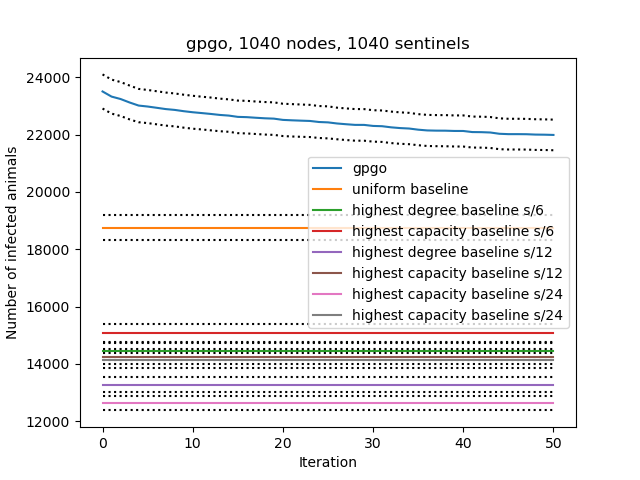 gpgo, 1040 nodes, 1040 sentinels
24000
22000
20000
18000
16000
14000
12000
Number of infected animals
gpgo
uniform baseline
highest degree baseline s/6
highest capacity baseline s/6
highest degree baseline s/12
highest capacity baseline s/12
highest capacity baseline s/24
highest capacity baseline s/24
0 10 20 30 40 50
Iteration